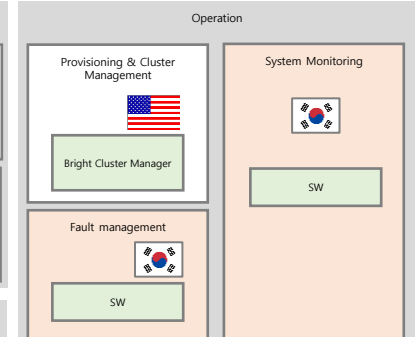 Operation
Provisioning & Cluster
Management
Bright Cluster Manager
System Monitoring
SW
Fault management
SW